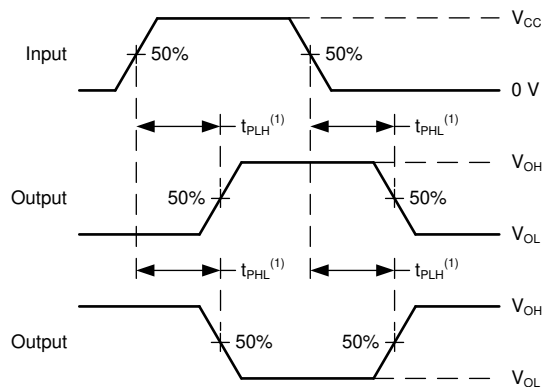 V_CC
Input 50% 50%
0 V
t_PLH^(1) t_PHL^(1)
V_OH
Output 50% 50%
V_OL
t_PHL^(1) t_PLH^(1)
V_OH
Output 50% 50%
V_OL